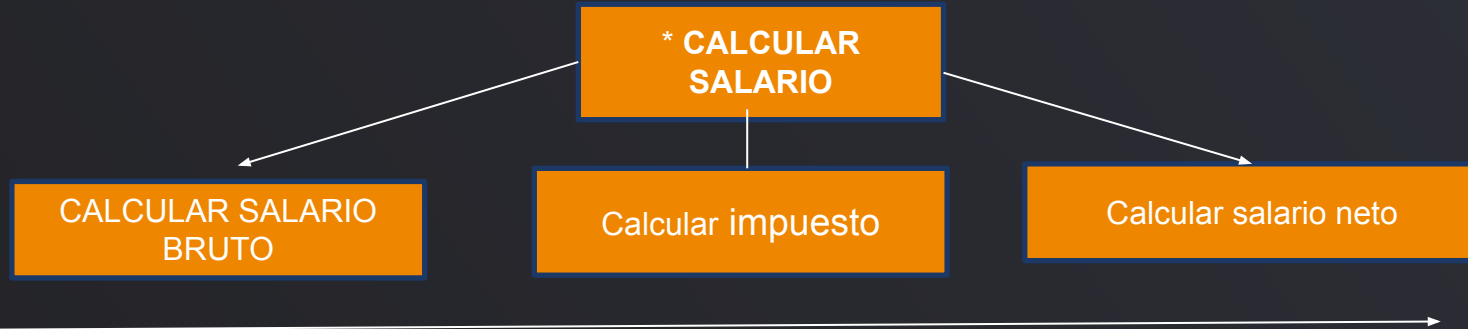 * CALCULAR
SALARIO
CALCULAR SALARIO
BRUTO
Calcular impuesto
Calcular salario neto